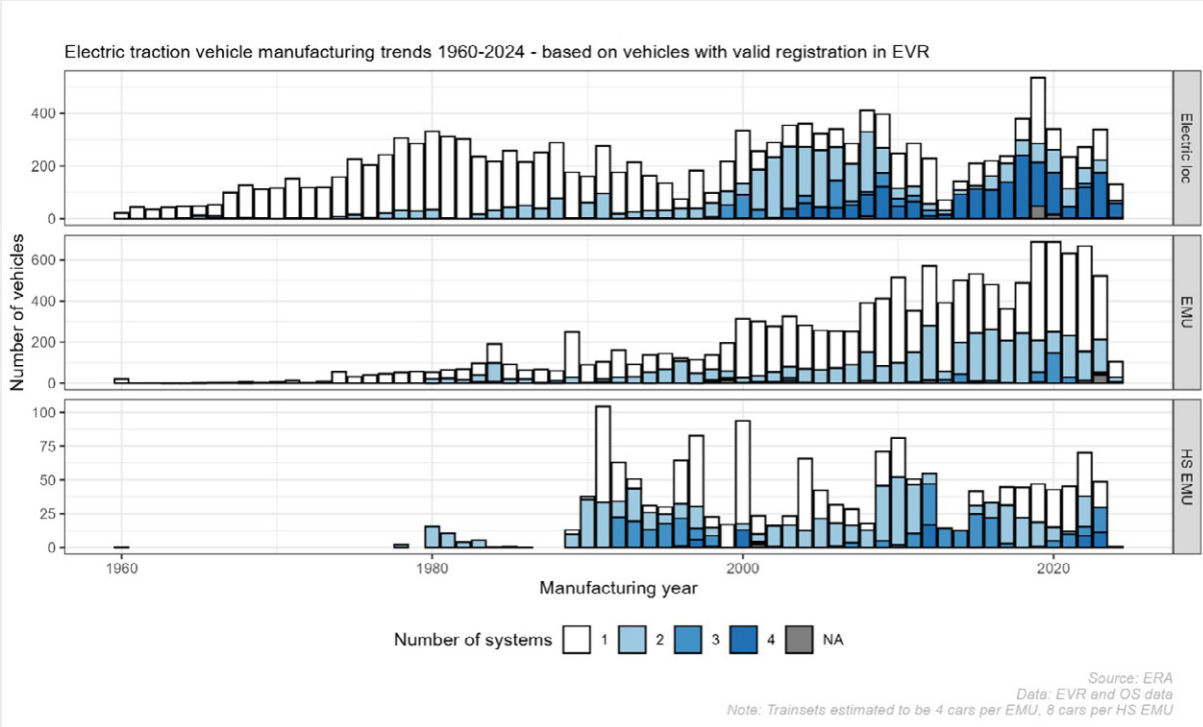 Electric traction vehicle manufacturing trends 1960-2024 - based on vehicles with valid registration in EVR
Number of vehicles
400
200
0
Electric loc
600
400
200
0
EMU
100
75
50
25
0
HS EMU
1960
1980
2000
2020
Manufacturing year
Number of systems 1 2 3 4 NA
Source: ERA
Data: EVR and OS data
Note: Trainsets estimated to be 4 cars per EMU, 8 cars per HS EMU